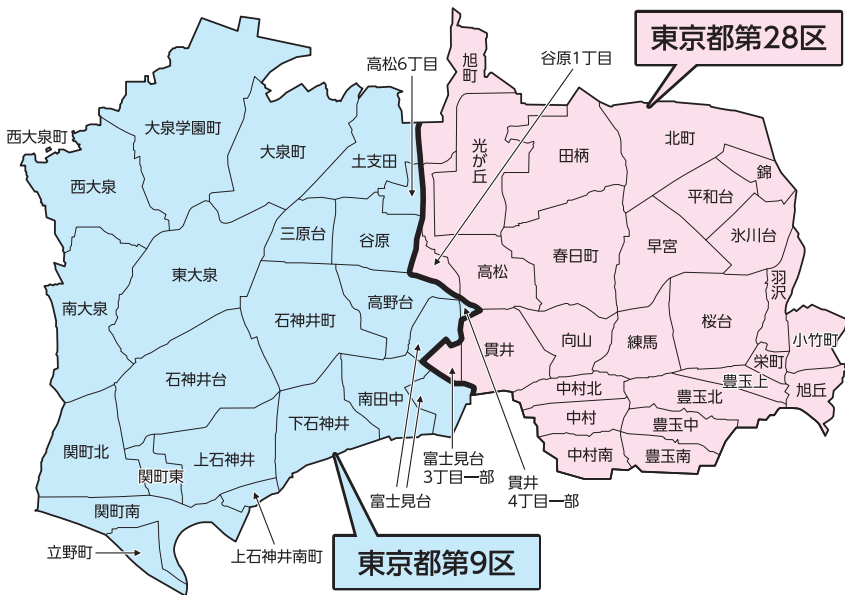 東京都第28区
旭町
高松6丁目
谷原1丁目
西大泉町
大泉学園町
大泉町
土支田
光が丘
田柄
北町
錦
平和台
西大泉
三原台
谷原
高松
春日町
早宮
氷川台
羽沢
南大泉
東大泉
石神井町
高野台
貫井
向山
練馬
桜台
小竹町
栄町
旭丘
石神井台
南田中
中村北
豊玉上
豊玉北
下石神井
中村
豊玉中
関町北
上石神井
関町東
中村南
豊玉南
富士見台
3丁目一部
富士見台
貫井
4丁目一部
関町南
立野町
上石神井南町
東京都第9区